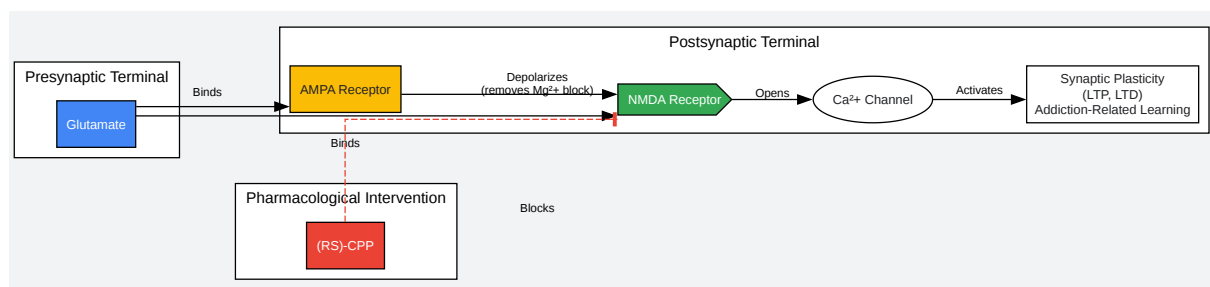 Postsynaptic Terminal
Presynaptic Terminal
Glutamate
Binds
AMPA Receptor
Depolarizes
(removes Mg²+ block)
NMDA Receptor
Opens
Ca²+ Channel
Activates
Synaptic Plasticity
(LTP, LTD)
Addiction-Related Learning
Binds
Pharmacological Intervention
(RS)-CPP
Blocks